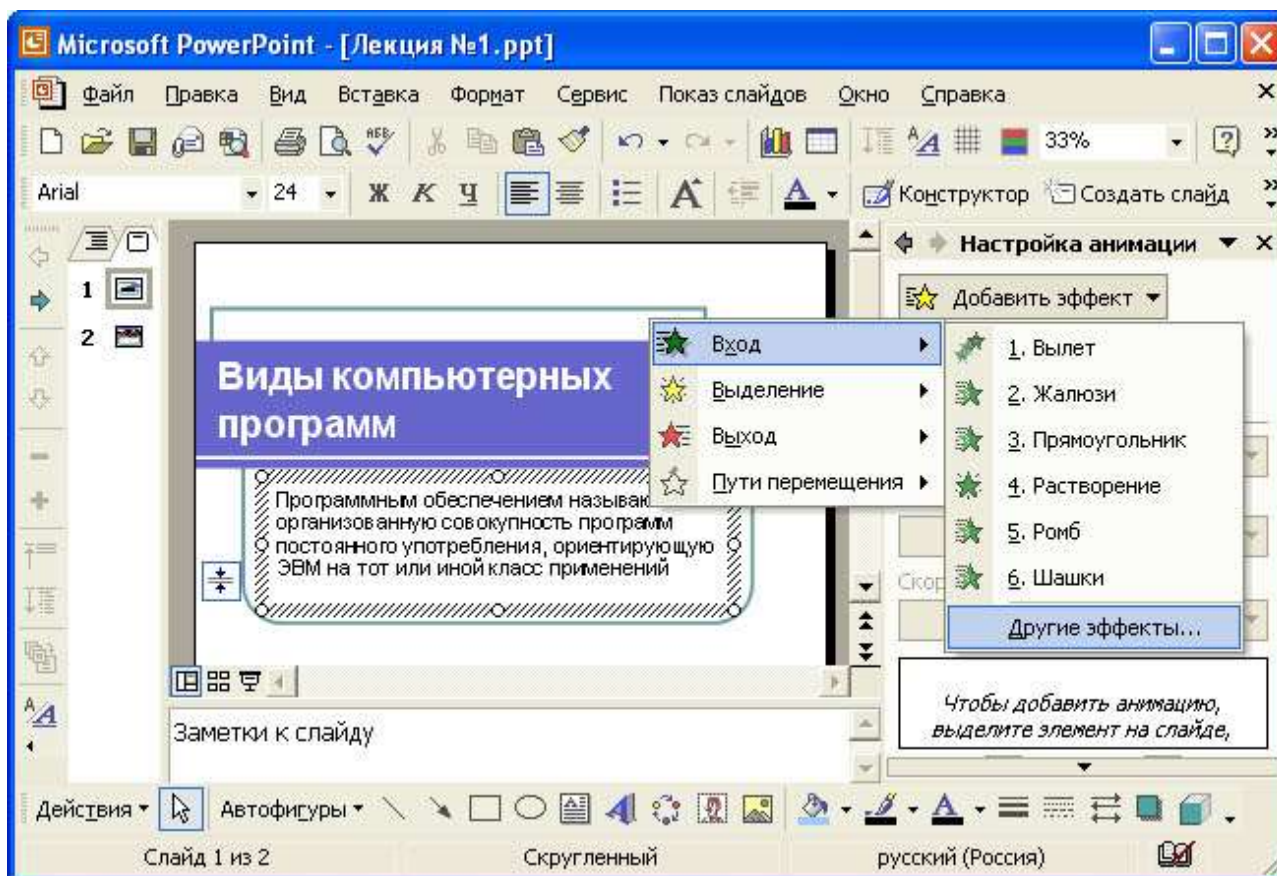 Microsoft PowerPoint - [Лекция №1.ppt]
Файл Правка Вид Вставка Формат Сервис Показ слайдов Окно Справка
33%
Arial 24 Ж К Ч Конструктор Создать слайд
Настройка анимации
1
Добавить эффект
2
Вход
1. Вылет
Виды компьютерных
программ
Выделение
2. Жалюзи
Выход
3. Прямоугольник
Пути перемещения
4. Растворение
Программным обеспечением называю
организованную совокупность программ
постоянного употребления, ориентирующую
ЭВМ на тот или иной класс применений
5. Ромб
Скор
6. Шашки
Другие эффекты...
Чтобы добавить анимацию,
выделите элемент на слайде,
Заметки к слайду
Действия Автофигуры
Слайд 1 из 2 Скругленный русский (Россия)